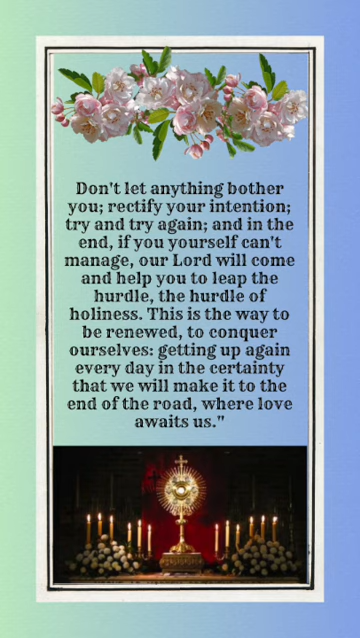 Don't let anything bother
you; rectify your intention;
try and try again; and in the
end, if you yourself can't
manage, our Lord will come
and help you to leap the
hurdle, the hurdle of
holiness. This is the way to
be renewed, to conquer
ourselves: getting up again
every day in the certainty
that we will make it to the
end of the road, where love
awaits us."